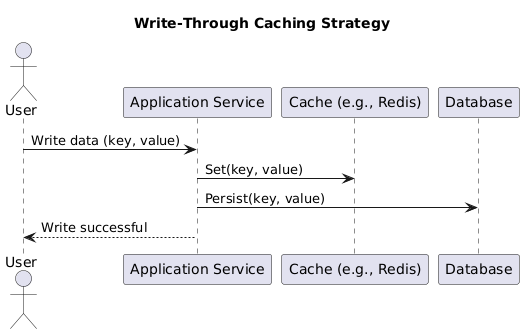 Write-Through Caching Strategy
User
Application Service
Cache (e.g., Redis)
Database
Write data (key, value)
Set(key, value)
Persist(key, value)
Write successful
User
Application Service
Cache (e.g., Redis)
Database